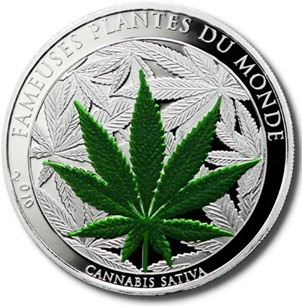 FAMEUSES PLANTES DU MONDE
2010
CANNABIS SATIVA